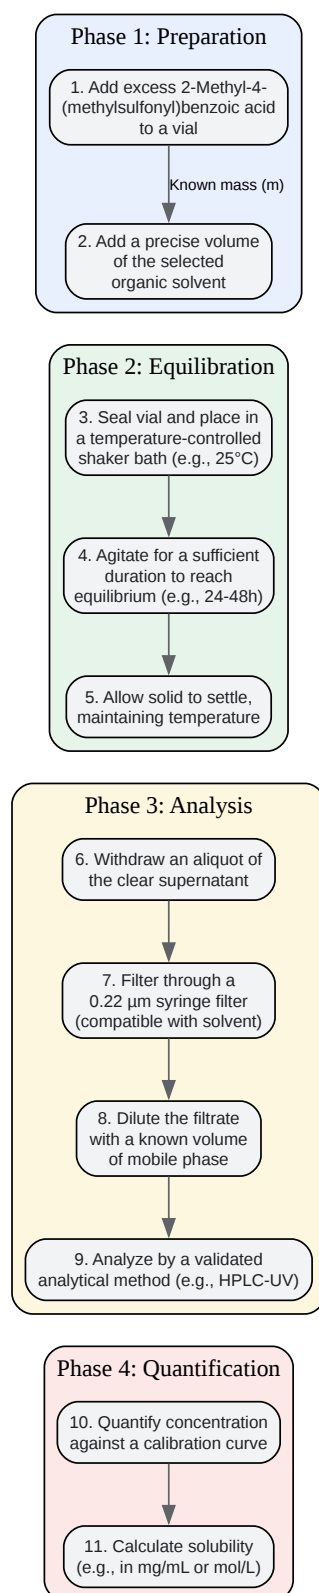 Phase 1: Preparation
1. Add excess 2-Methyl-4-
(methylsulfonyl)benzoic acid
to a vial
Known mass (m)
2. Add a precise volume
of the selected
organic solvent
Phase 2: Equilibration
3. Seal vial and place in
a temperature-controlled
shaker bath (e.g., 25°C)
4. Agitate for a sufficient
duration to reach
equilibrium (e.g., 24-48h)
5. Allow solid to settle,
maintaining temperature
Phase 3: Analysis
6. Withdraw an aliquot of
the clear supernatant
7. Filter through a
0.22 µm syringe filter
(compatible with solvent)
8. Dilute the filtrate
with a known volume
of mobile phase
9. Analyze by a validated
analytical method (e.g., HPLC-UV)
Phase 4: Quantification
10. Quantify concentration
against a calibration curve
11. Calculate solubility
(e.g., in mg/mL or mol/L)